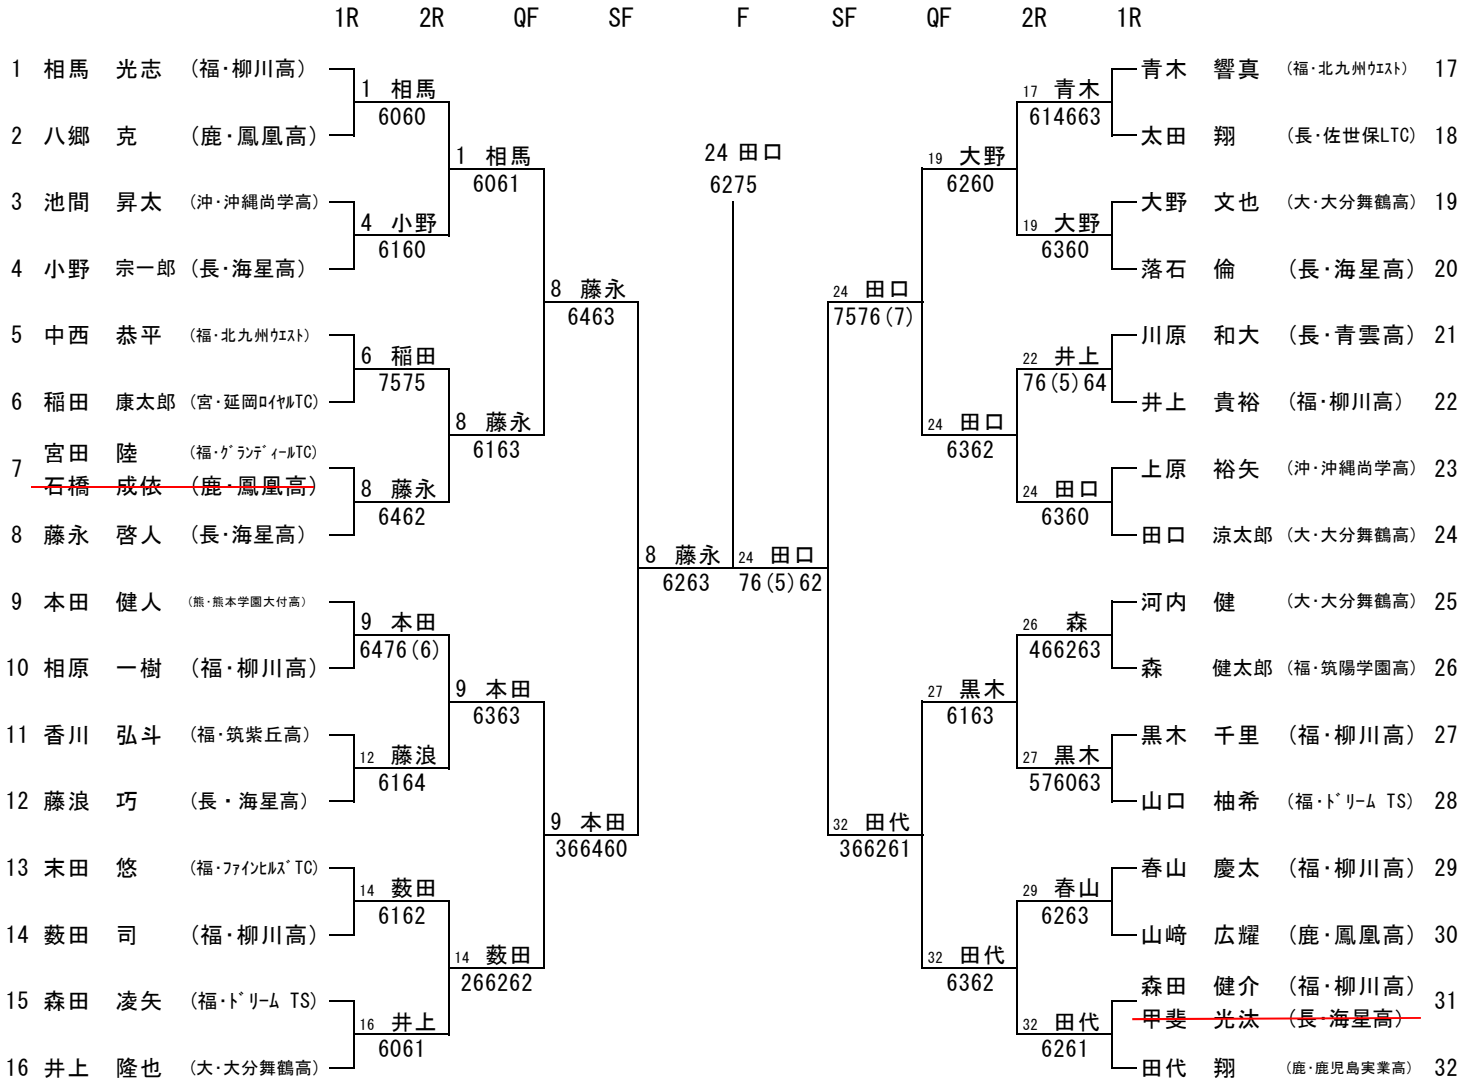 1R 2R QF SF F SF QF 2R 1R
1 相馬 光志 (福・柳川高)
1 相馬
6060
2 八郷 克 (鹿・鳳凰高)
1 相馬
6061
3 池間 昇太 (沖・沖縄尚学高)
4 小野
6160
4 小野 宗一郎 (長・海星高)
8 藤永
6463
5 中西 恭平 (福・北九州ウエスト)
6 稲田
7575
6 稲田 康太郎 (宮・延岡ロイヤルTC)
8 藤永
6163
宮田 陸 (福・グランディールTC)
7
石橋 成依 (鹿・鳳凰高)
8 藤永
6462
8 藤永 啓人 (長・海星高)
8 藤永
6263
9 本田 健人 (熊・熊本学園大付高)
9 本田
6476(6)
10 相原 一樹 (福・柳川高)
9 本田
6363
11 香川 弘斗 (福・筑紫丘高)
12 藤浪
6164
12 藤浪 巧 (長・海星高)
9 本田
366460
13 末田 悠 (福・ファインヒルズTC)
14 薮田
6162
14 薮田 司 (福・柳川高)
14 薮田
266262
15 森田 凌矢 (福・ドリーム TS)
16 井上
6061
16 井上 隆也 (大・大分舞鶴高)
24 田口
6275
24 田口
76(5)62
青木 響真 (福・北九州ウエスト) 17
17 青木
614663
太田 翔 (長・佐世保LTC) 18
19 大野
6260
大野 文也 (大・大分舞鶴高) 19
19 大野
6360
落石 倫 (長・海星高) 20
24 田口
7576(7)
川原 和大 (長・青雲高) 21
22 井上
76(5)64
井上 貴裕 (福・柳川高) 22
24 田口
6362
上原 裕矢 (沖・沖縄尚学高) 23
24 田口
6360
田口 涼太郎 (大・大分舞鶴高) 24
河内 健 (大・大分舞鶴高) 25
26 森
466263
森 健太郎 (福・筑陽学園高) 26
27 黒木
6163
黒木 千里 (福・柳川高) 27
27 黒木
576063
山口 柚希 (福・ドリーム TS) 28
32 田代
366261
春山 慶太 (福・柳川高) 29
29 春山
6263
山﨑 広耀 (鹿・鳳凰高) 30
32 田代
6362
森田 健介 (福・柳川高)
31
甲斐 光汰 (長・海星高)
32 田代
6261
田代 翔 (鹿・鹿児島実業高) 32